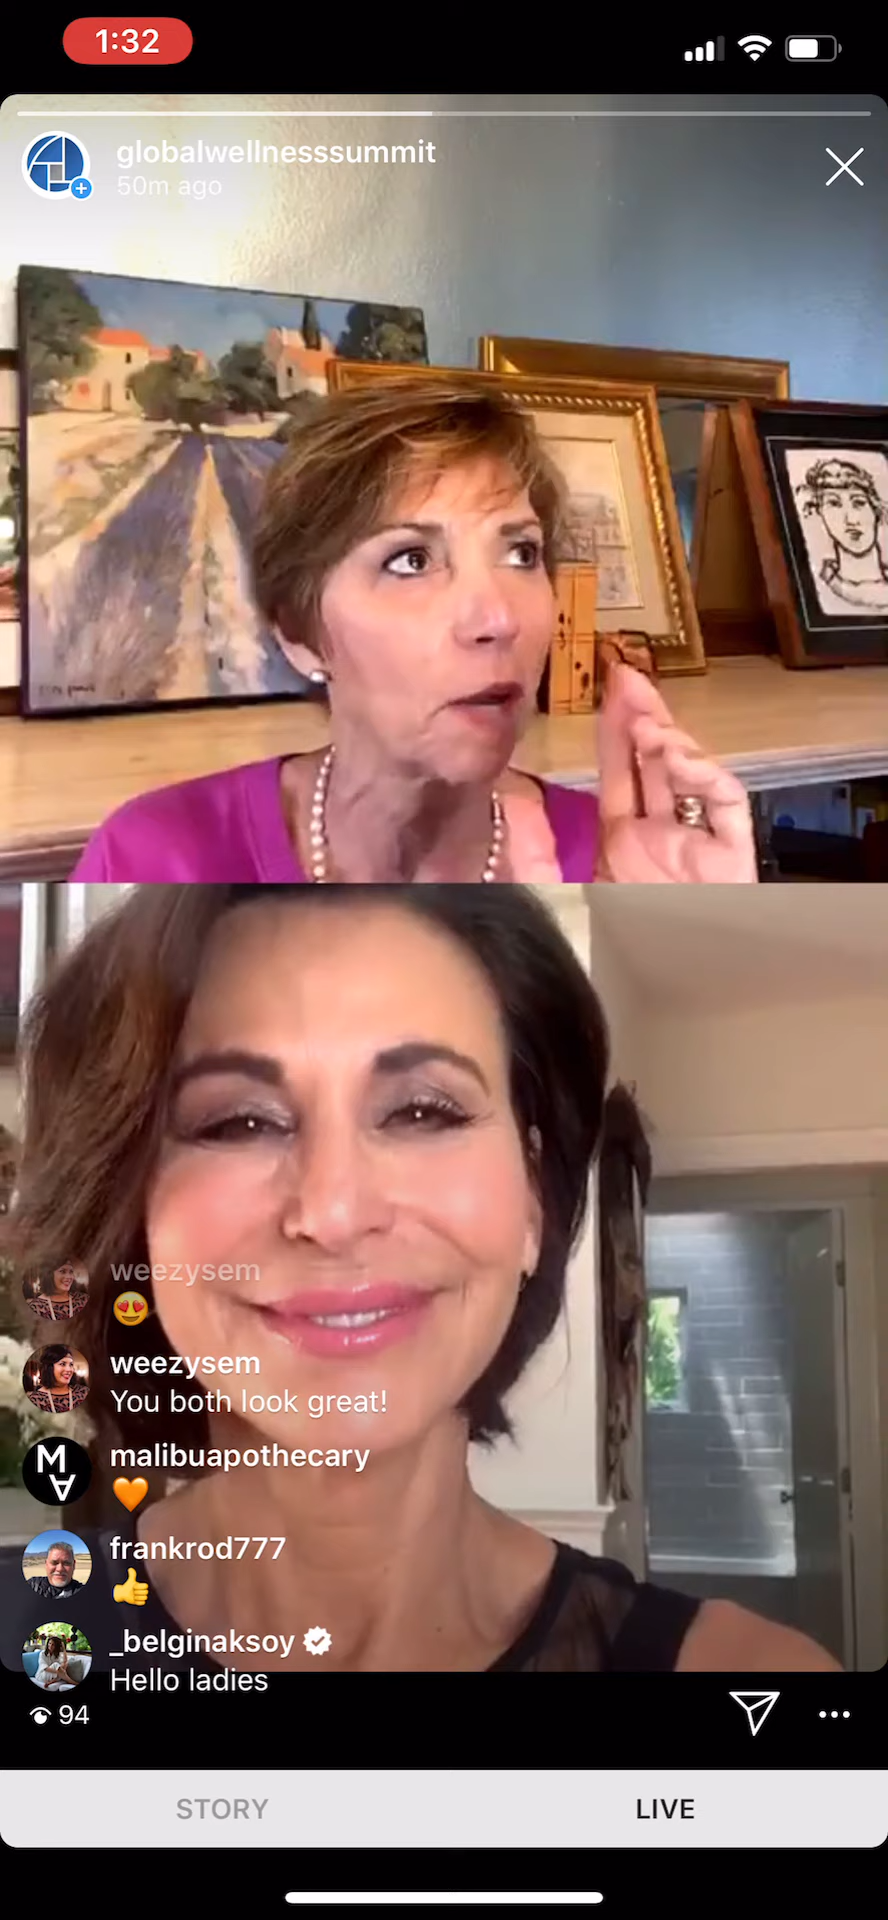 1:32
globalwellnesssummit
50m ago
weezysem
😍
weezysem
You both look great!
malibuapothecary
🧡
frankrod777
👍
_belginaksoy
Hello ladies
94
STORY
LIVE